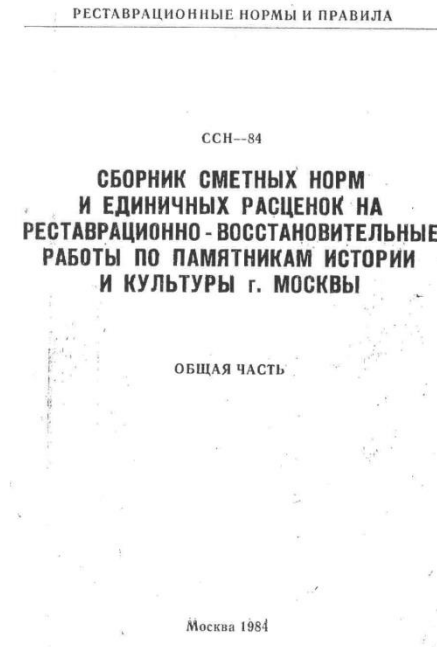 РЕСТАВРАЦИОННЫЕ НОРМЫ И ПРАВИЛА
ССН—84
СБОРНИК СМЕТНЫХ НОРМ
И ЕДИНИЧНЫХ РАСЦЕНОК НА
РЕСТАВРАЦИОННО - ВОССТАНОВИТЕЛЬНЫЕ
РАБОТЫ ПО ПАМЯТНИКАМ ИСТОРИИ
И КУЛЬТУРЫ г. МОСКВЫ
ОБЩАЯ ЧАСТЬ
Москва 1984